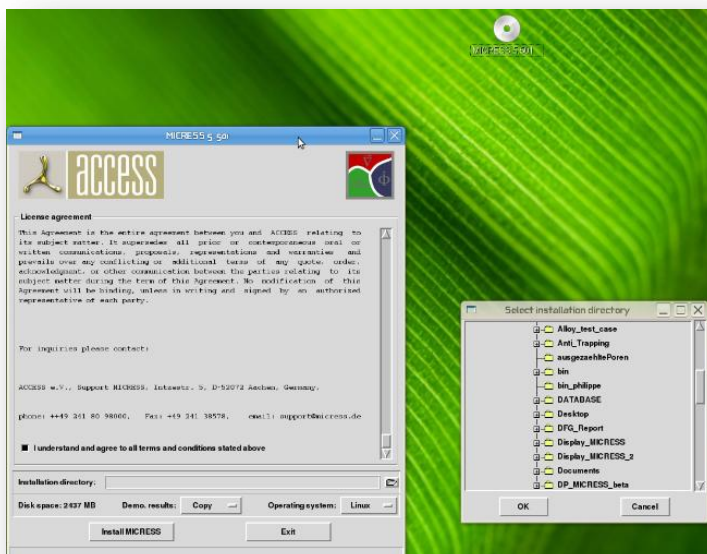 MICRESS 5.501
MICRESS 5.501
access
License agreement
This Agreement is the entire agreement between you and ACCESS relating to
its subject matter. It supersedes all prior or contemporaneous oral or
written communications, proposals, representations and warranties and
prevails over any conflicting or additional terms of any quote, order,
acknowledgment, or other communication between the parties relating to its
subject matter during the term of this Agreement. No modification of this
Agreement will be binding, unless in writing and signed by an authorized
representative of each party.
For inquiries please contact:
ACCESS e.V., Support MICRESS, Intzestr. 5, D-52072 Aachen, Germany.
phone: ++49 241 80 98000, Fax: +49 241 38578, email: support@micress.de
I understand and agree to all terms and conditions stated above
Installation directory:
Disk space: 2437 MB Demo. results: Copy Operating system: Linux
Install MICRESS Exit
Select installation directory
Alloy_test_case
Anti_Trapping
ausgezaehltePoren
bin
bin_philippe
DATABASE
Desktop
DFG_Report
Display_MICRESS
Display_MICRESS_2
Documents
DP_MICRESS_beta
OK Cancel